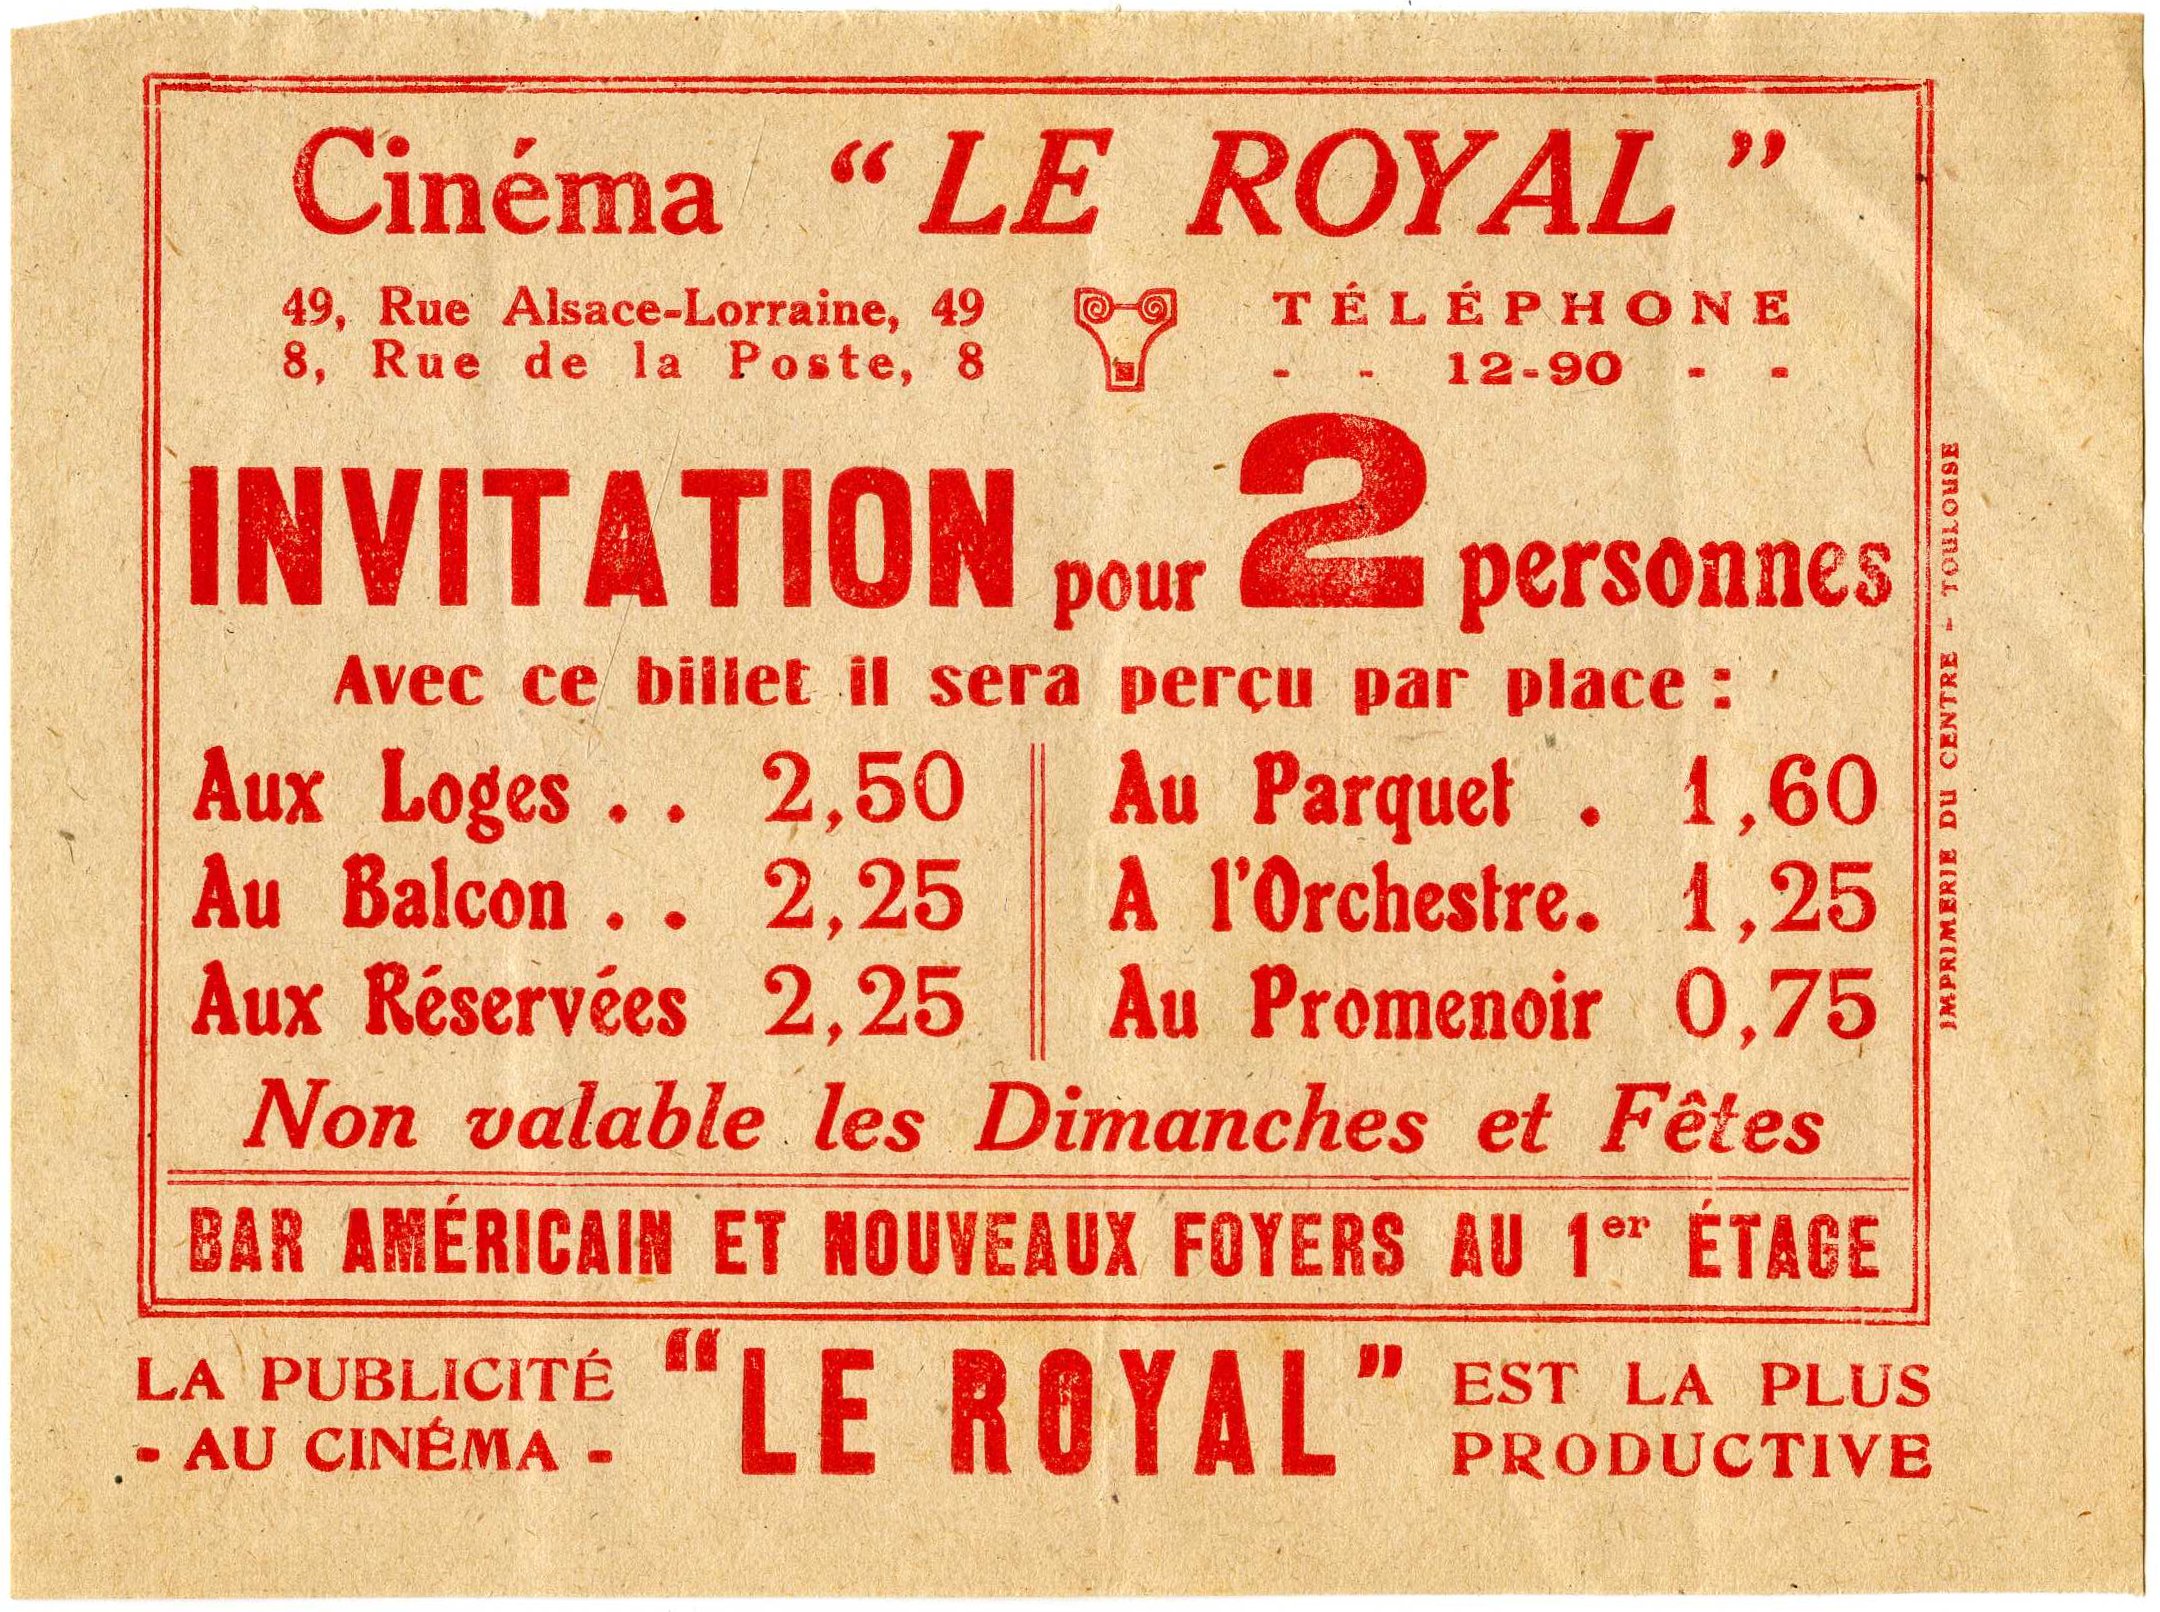 Cinéma “LE ROYAL”
49, Rue Alsace-Lorraine, 49
8, Rue de la Poste, 8
TÉLÉPHONE
- - 12-90 - -
INVITATION pour 2 personnes
Avec ce billet il sera perçu par place :
Aux Loges . . 2,50
Au Balcon . . 2,25
Aux Réservées 2,25
Au Parquet . 1,60
A l'Orchestre. 1,25
Au Promenoir 0,75
Non valable les Dimanches et Fêtes
BAR AMÉRICAIN ET NOUVEAUX FOYERS AU 1er ÉTAGE
IMPRIMERIE DU CENTRE - TOULOUSE
LA PUBLICITÉ
- AU CINÉMA -
“LE ROYAL”
EST LA PLUS
PRODUCTIVE